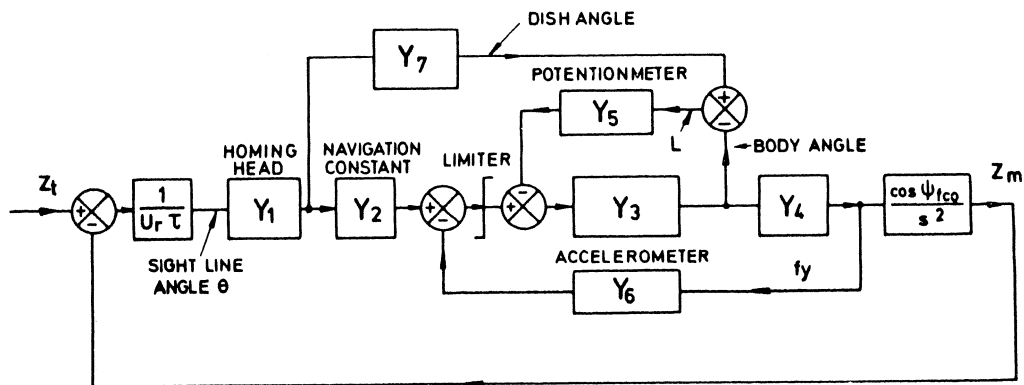 DISH ANGLE
Y7
POTENTIONMETER
+
-
Y5
L
BODY ANGLE
HOMING
HEAD
NAVIGATION
CONSTANT
LIMITER
Zt
+
-
1
Ur τ
Y1
Y2
+
-
-
+
Y3
Y4
cos Ψfco
s²
Zm
SIGHT LINE
ANGLE θ
ACCELEROMETER
Y6
fy